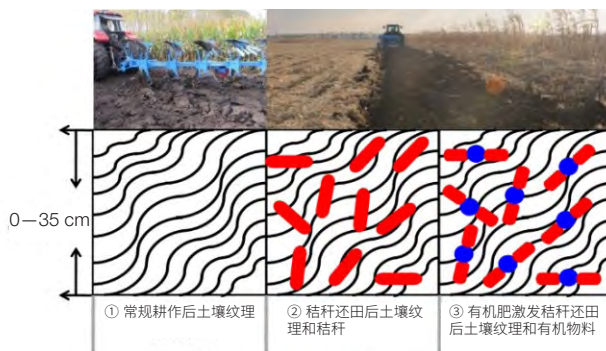 0—35 cm
① 常规耕作后土壤纹理
② 秸秆还田后土壤纹
理和秸秆
③ 有机肥激发秸秆还田
后土壤纹理和有机物料